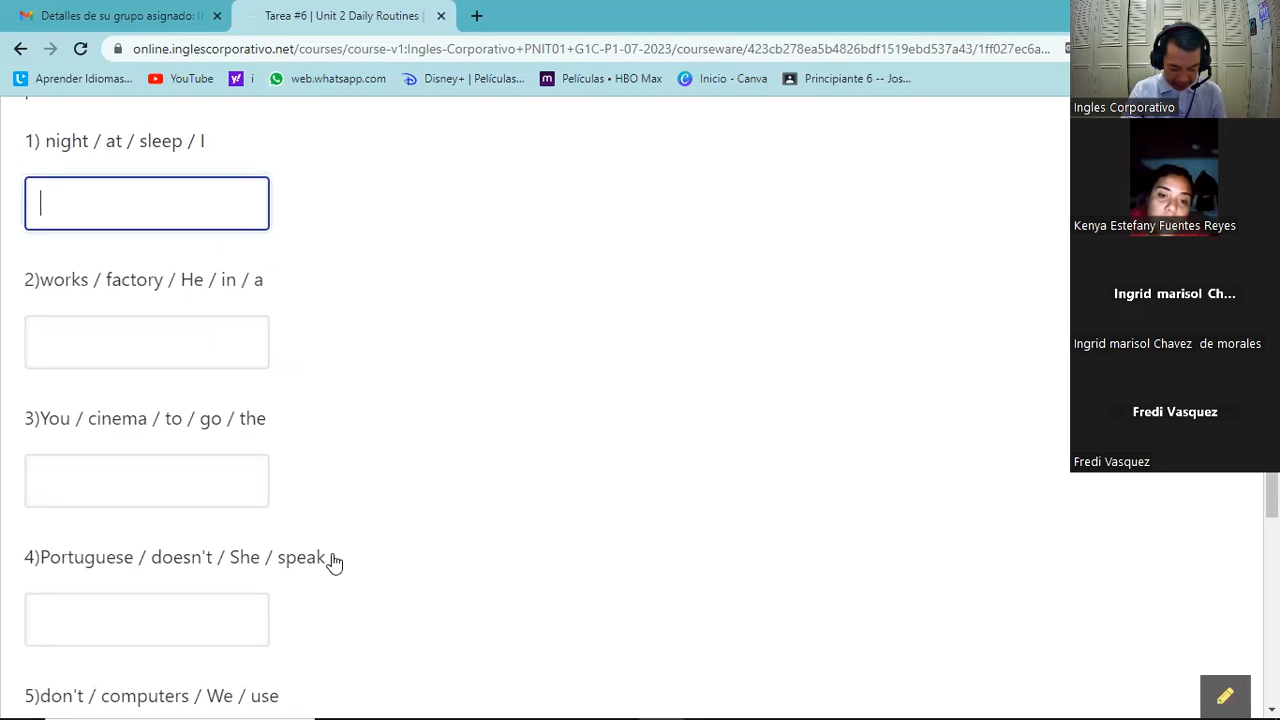 Detalles de su grupo asignado: I
Tarea #6 | Unit 2 Daily Routines |
online.inglescorporativo.net/courses/course-v1:Ingles-Corporativo+PNIT01+G1C-P1-07-2023/courseware/423cb278ea5b4826bdf1519ebd537a43/1ff027ec6a...
Aprender Idiomas...
YouTube
i
web.whatsapp.com
Disney+ | Películas...
Películas • HBO Max
Inicio - Canva
Principiante 6 -- Jos...
1) night / at / sleep / I
2)works / factory / He / in / a
3)You / cinema / to / go / the
4)Portuguese / doesn't / She / speak
5)don't / computers / We / use
Ingles Corporativo
Kenya Estefany Fuentes Reyes
Ingrid marisol Ch...
Ingrid marisol Chavez de morales
Fredi Vasquez
Fredi Vasquez